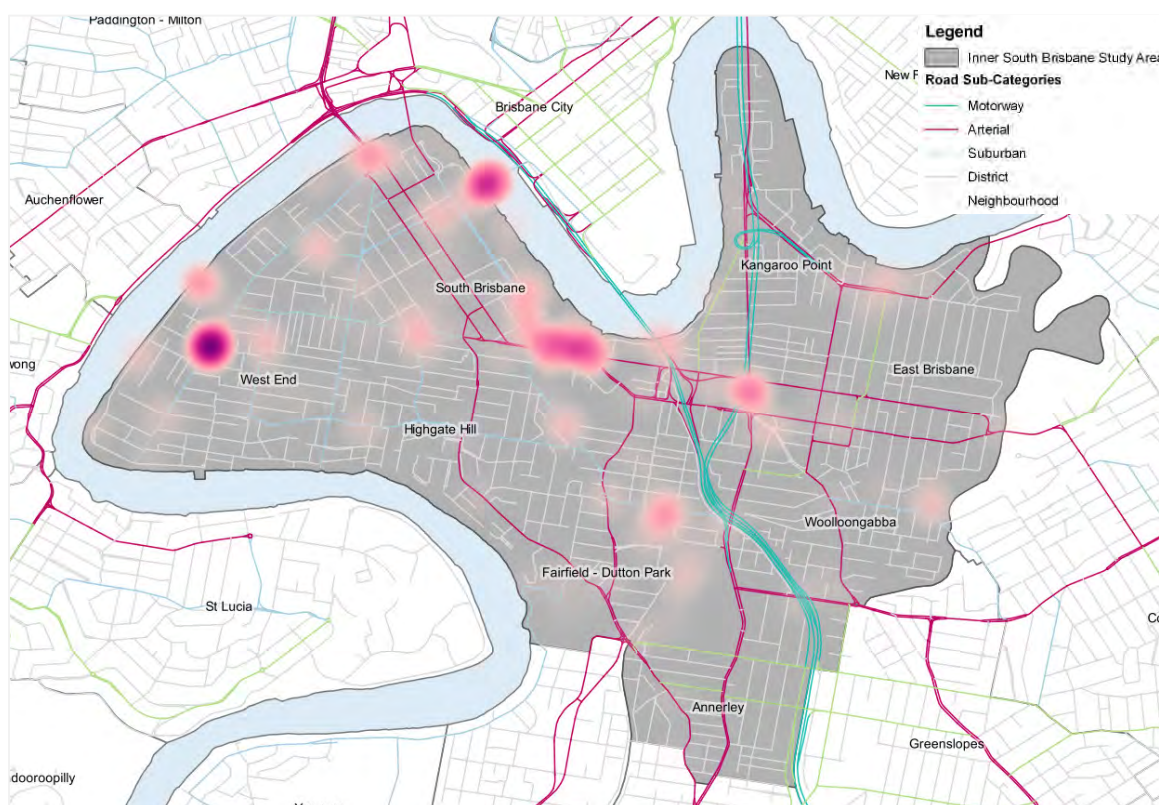 Paddington - Milton
Legend
Inner South Brisbane Study Area
Road Sub-Categories
Motorway
Arterial
Suburban
District
Neighbourhood
New F
Brisbane City
Auchenflower
Kangaroo Point
South Brisbane
wong
East Brisbane
West End
Highgate Hill
Woolloongabba
Fairfield - Dutton Park
St Lucia
Co
Annerley
Greenslopes
dooroopilly